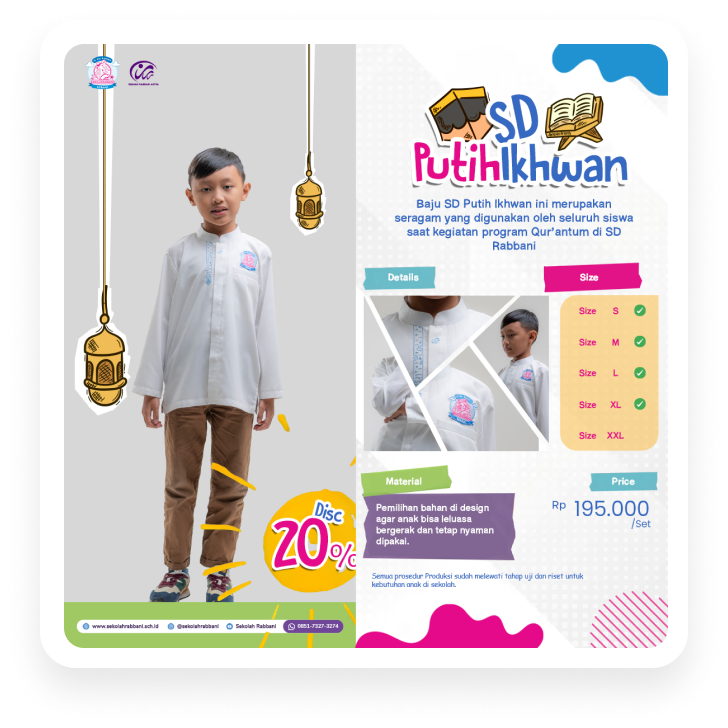 SD
PutihIkhwan
Baju SD Putih Ikhwan ini merupakan
seragam yang digunakan oleh seluruh siswa
saat kegiatan program Qur'antum di SD
Rabbani
Details
Size
Size S
Size M
Size L
Size XL
Size XXL
Material
Pemilihan bahan di design
agar anak bisa leluasa
bergerak dan tetap nyaman
dipakai.
Price
Rp 195.000
/Set
Semua prosedur Produksi sudah melewati tahap uji dan riset untuk
kebutuhan anak di sekolah.
Disc
20%
www.sekolahrabbani.sch.id @sekolahrabbani Sekolah Rabbani 0851-7327-3274